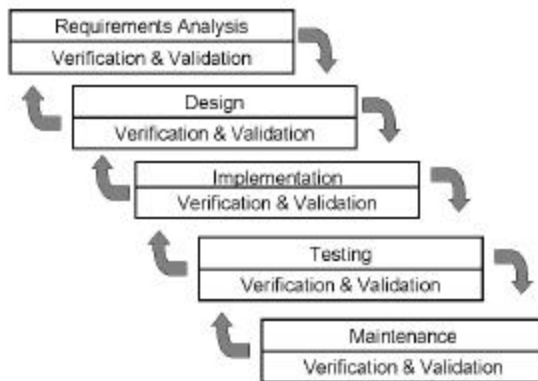 Requirements Analysis
Verification & Validation
Design
Verification & Validation
Implementation
Verification & Validation
Testing
Verification & Validation
Maintenance
Verification & Validation